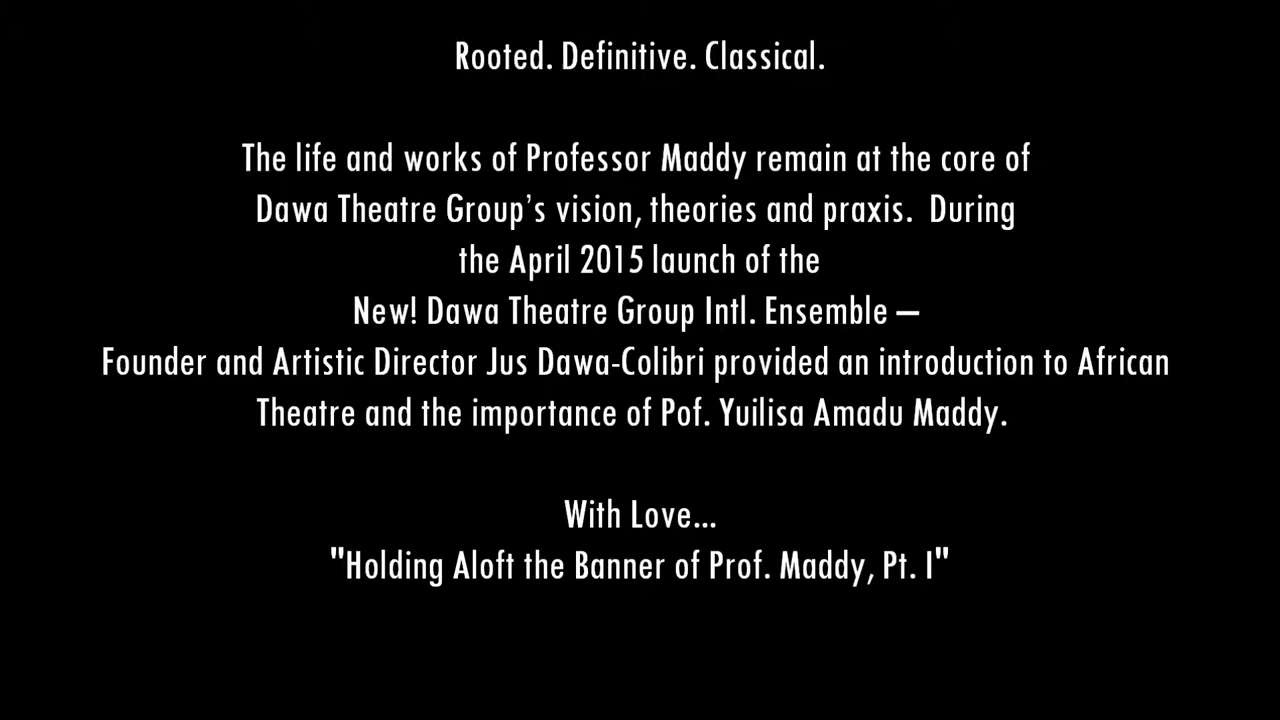 Rooted. Definitive. Classical.
The life and works of Professor Maddy remain at the core of
Dawa Theatre Group's vision, theories and praxis.  During
the April 2015 launch of the
New! Dawa Theatre Group Intl. Ensemble –
Founder and Artistic Director Jus Dawa-Colibri provided an introduction to African
Theatre and the importance of Pof. Yuilisa Amadu Maddy.
With Love...
"Holding Aloft the Banner of Prof. Maddy, Pt. I"